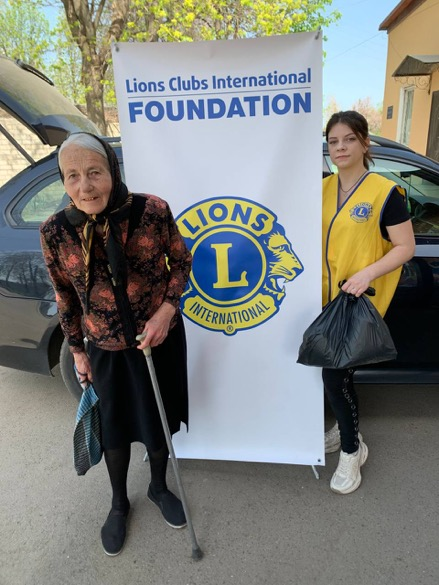 Lions Clubs International
FOUNDATION
LIONS
L
INTERNATIONAL
®